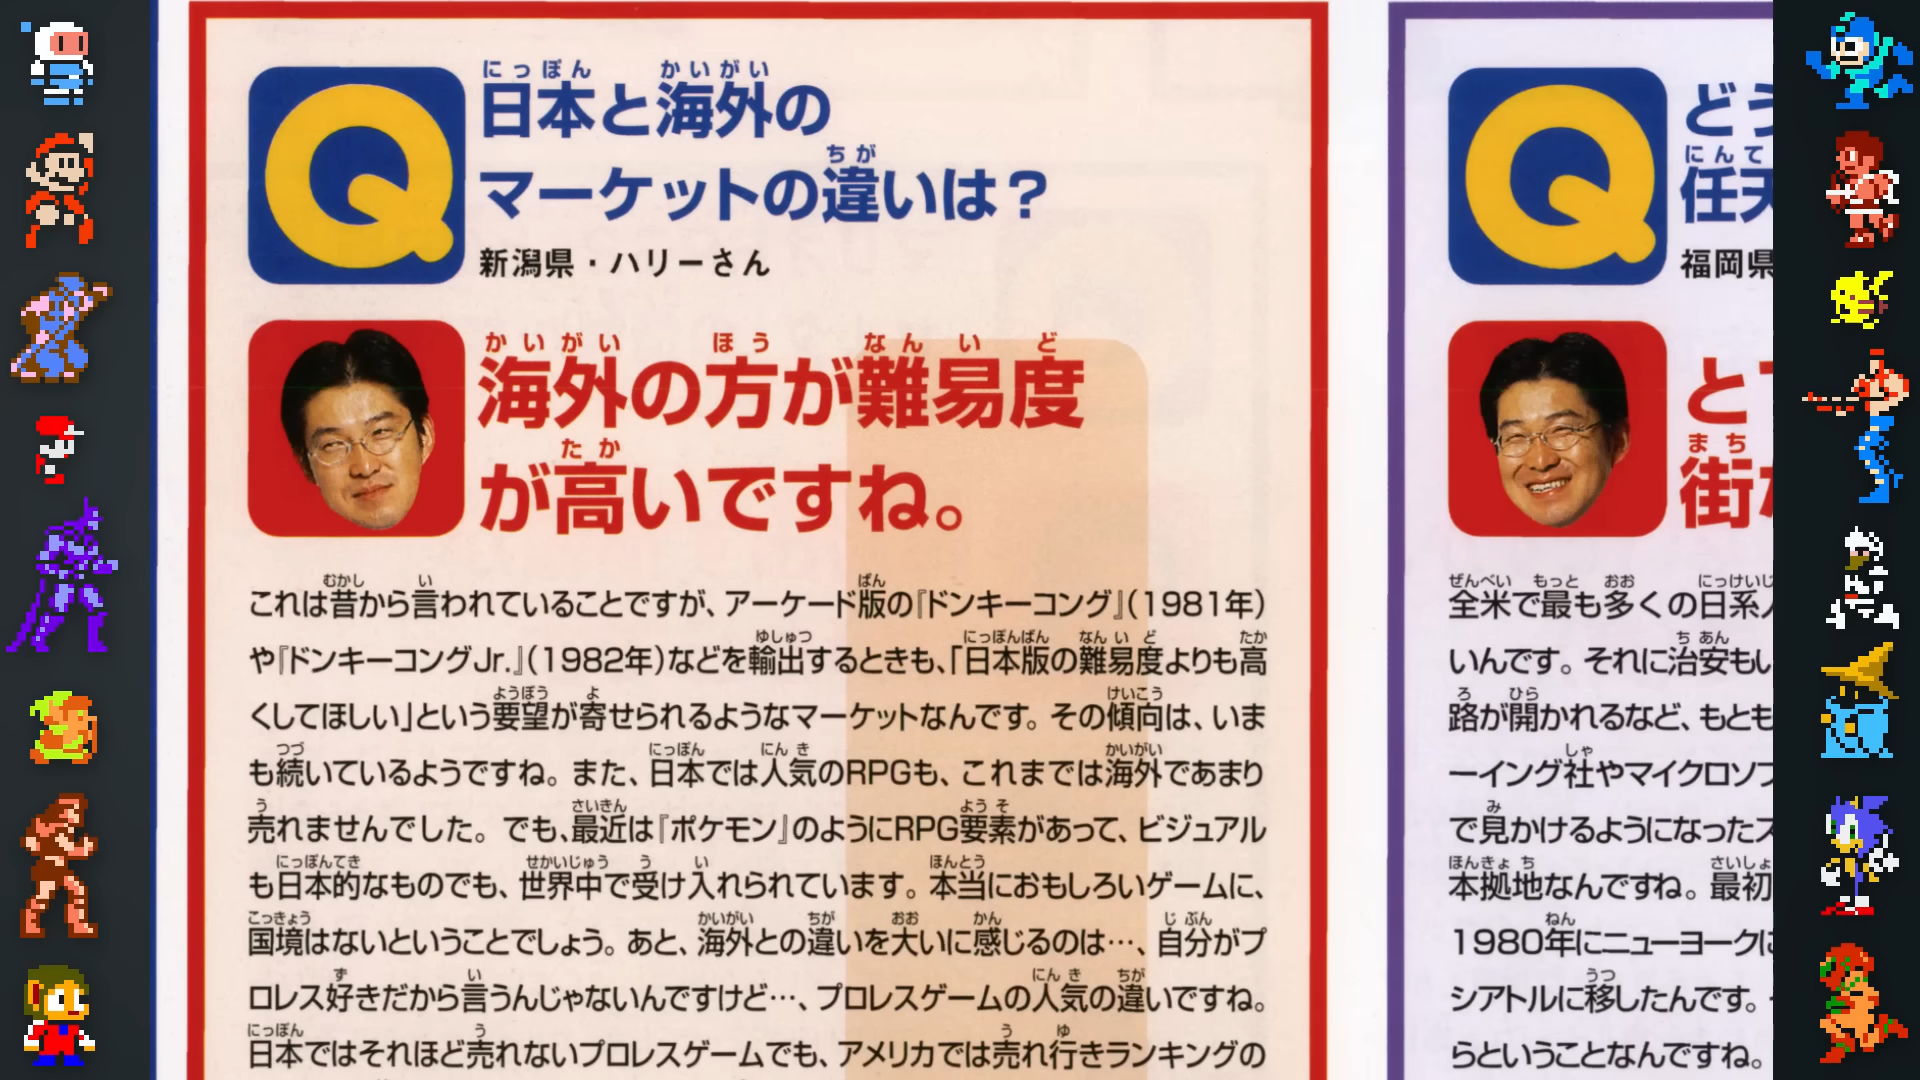 にっぽん かいがい
日本と海外の
ちが
マーケットの違いは？
新潟県・ハリーさん
かいがい ほう なんいど
海外の方が難易度
たか
が高いですね。
むかし い ばん
これは昔から言われていることですが、アーケード版の『ドンキーコング』（1981年）
ゆしゅつ にっぽんばん なんいど たか
や『ドンキーコングJr.』（1982年）などを輸出するときも、「日本版の難易度よりも高
ようぼう よ けいこう
くしてほしい」という要望が寄せられるようなマーケットなんです。その傾向は、いま
つづ にっぽん にんき かいがい
も続いているようですね。また、日本では人気のRPGも、これまでは海外であまり
う さいきん ようそ
売れませんでした。でも、最近は『ポケモン』のようにRPG要素があって、ビジュアル
にっぽんてき せかいじゅう う い ほんとう
も日本的なものでも、世界中で受け入れられています。本当におもしろいゲームに、
こっきょう かいがい ちが おお かん じぶん
国境はないということでしょう。あと、海外との違いを大いに感じるのは…、自分がプ
ず い にんき ちが
ロレス好きだから言うんじゃないんですけど…、プロレスゲームの人気の違いですね。
にっぽん う う ゆ
日本ではそれほど売れないプロレスゲームでも、アメリカでは売れ行きランキングの
どう
にんて
任天
福岡県
と
まち
街
ぜんべい もっと おお にっけいじ
全米で最も多くの日系人
ちあん
いんです。それに治安もい
ろ ひら
路が開かれるなど、もとも
しゃ
ーイング社やマイクロソフ
み
で見かけるようになったス
ほんきょち さいしょ
本拠地なんですね。最初
ねん
1980年にニューヨークに
うつ
シアトルに移したんです。
らということなんですね。